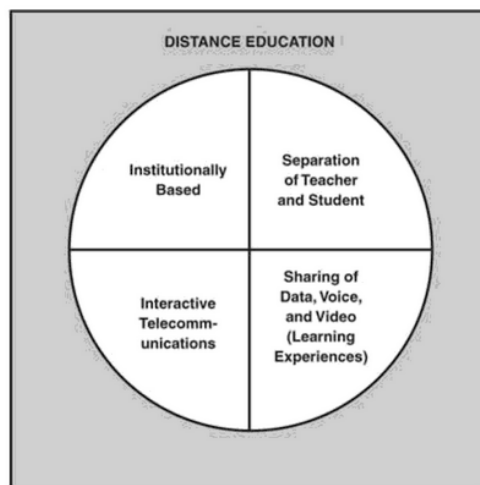 DISTANCE EDUCATION
Institutionally
Based
Separation
of Teacher
and Student
Interactive
Telecomm-
unications
Sharing of
Data, Voice,
and Video
(Learning
Experiences)